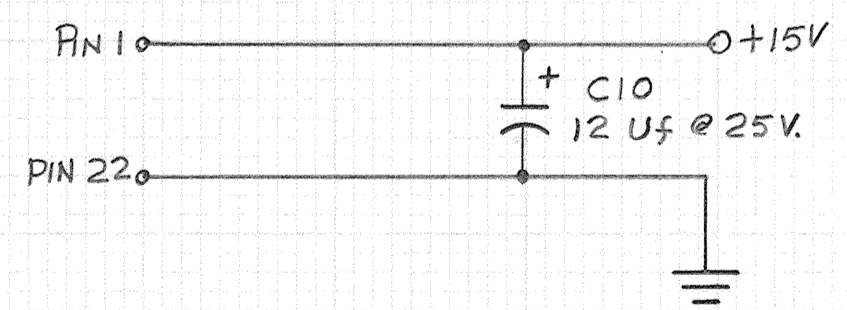 PIN 1
+15V
+ C10
12 Uf @ 25V.
PIN 22